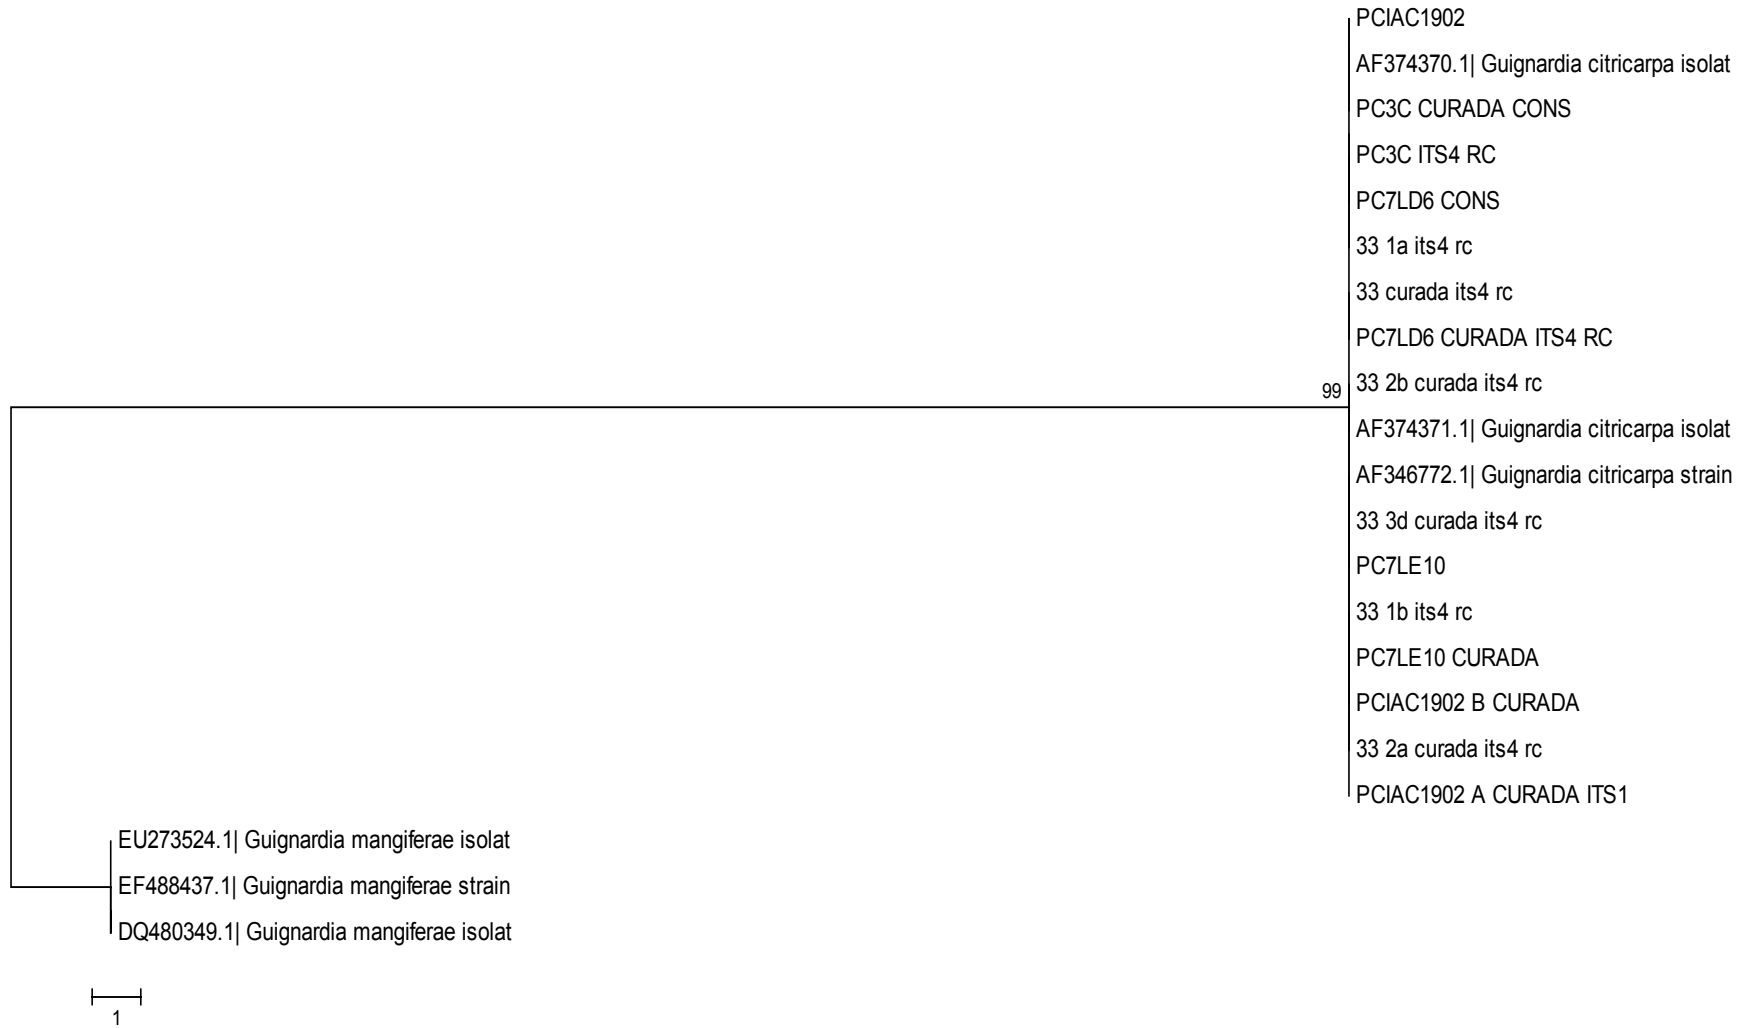 PCIAC1902
AF374370.1| Guignardia citricarpa isolat
PC3C CURADA CONS
PC3C ITS4 RC
PC7LD6 CONS
33 1a its4 rc
33 curada its4 rc
PC7LD6 CURADA ITS4 RC
33 2b curada its4 rc
99
AF374371.1| Guignardia citricarpa isolat
AF346772.1| Guignardia citricarpa strain
33 3d curada its4 rc
PC7LE10
33 1b its4 rc
PC7LE10 CURADA
PCIAC1902 B CURADA
33 2a curada its4 rc
PCIAC1902 A CURADA ITS1
EU273524.1| Guignardia mangiferae isolat
EF488437.1| Guignardia mangiferae strain
DQ480349.1| Guignardia mangiferae isolat
1